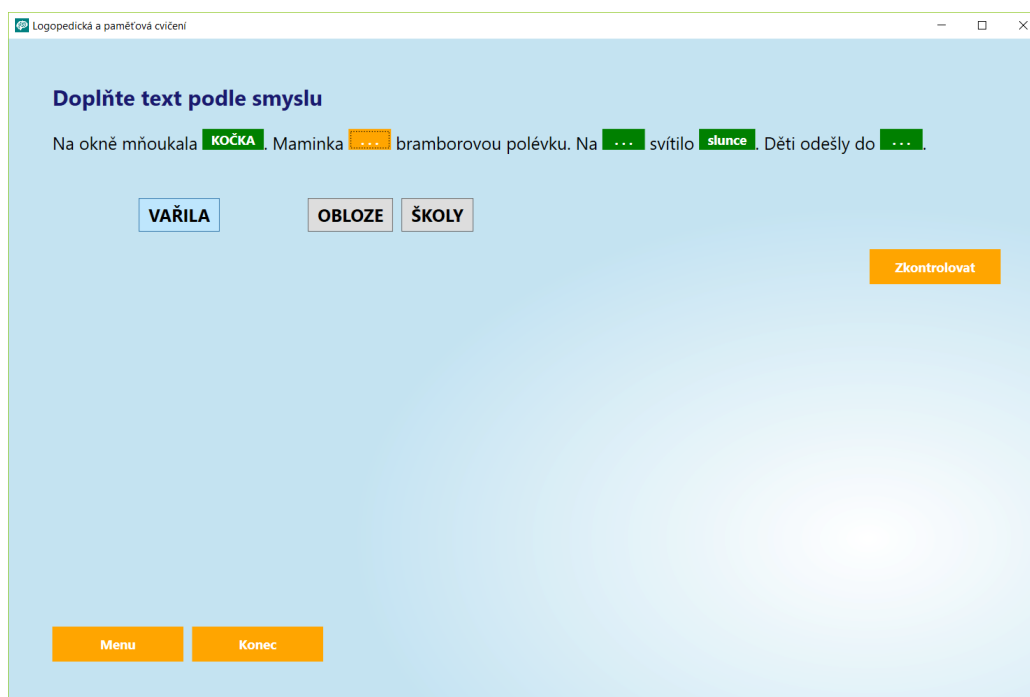 Logopedická a paměťová cvičení
Doplňte text podle smyslu
Na okně mňoukala KOČKA. Maminka ... bramborovou polévku. Na ... svítilo slunce. Děti odešly do ... .
VAŘILA OBLOZE ŠKOLY
Zkontrolovat
Menu Konec